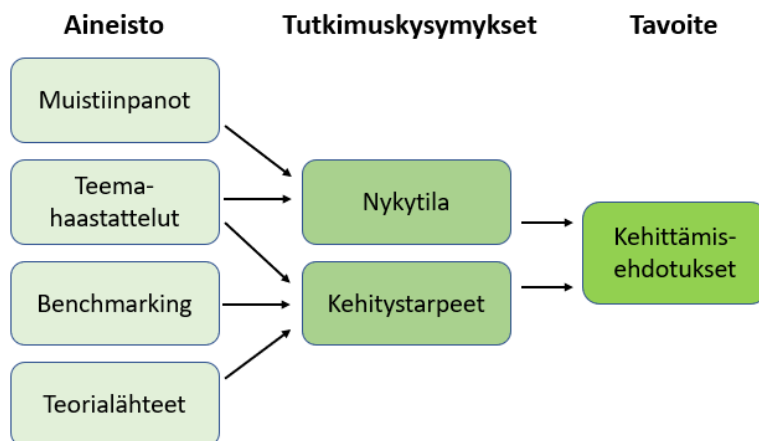 Aineisto
Tutkimuskysymykset
Tavoite
Muistiinpanot
Teema-
haastattelut
Benchmarking
Teorialähteet
Nykytila
Kehitystarpeet
Kehittämis-
ehdotukset